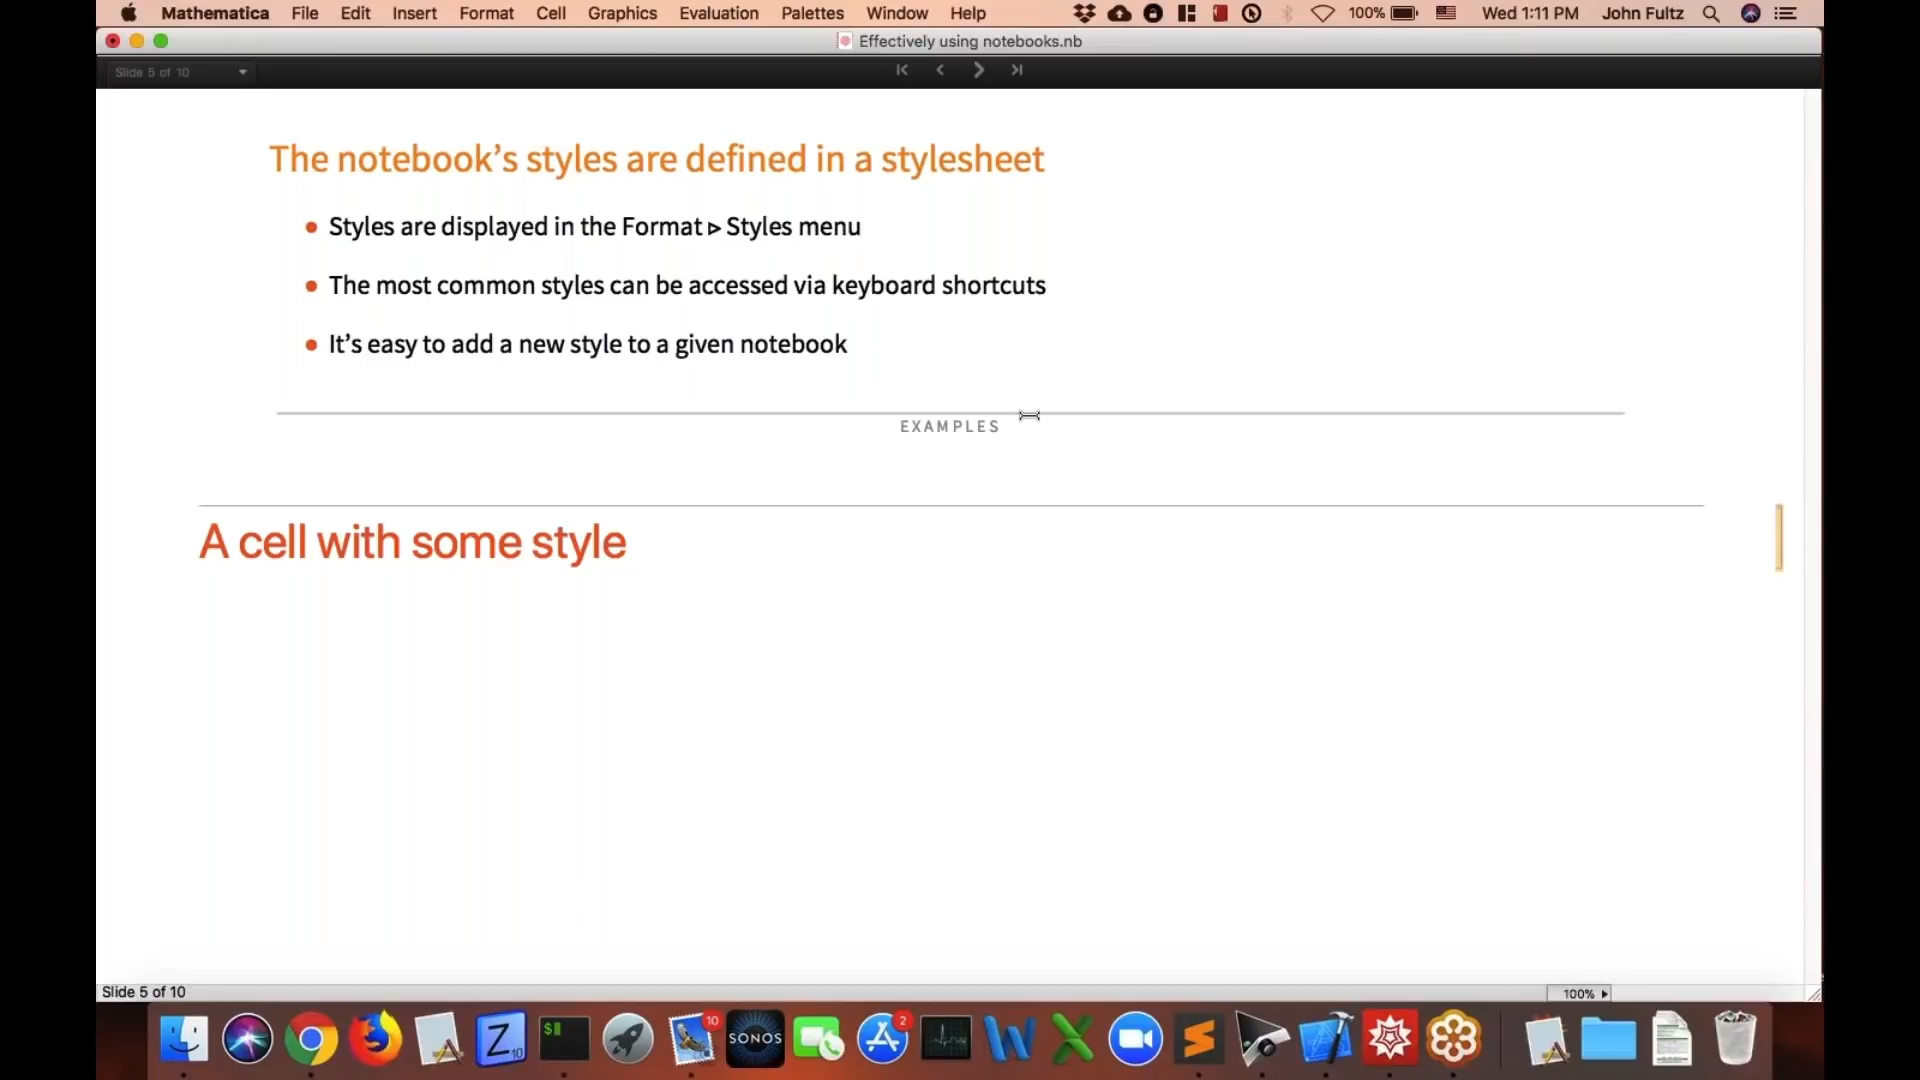 Mathematica File Edit Insert Format Cell Graphics Evaluation Palettes Window Help 100% Wed 1:11 PM John Fultz
Effectively using notebooks.nb
Slide 5 of 10
The notebook’s styles are defined in a stylesheet
Styles are displayed in the Format ▹ Styles menu
The most common styles can be accessed via keyboard shortcuts
It’s easy to add a new style to a given notebook
EXAMPLES
A cell with some style
Slide 5 of 10
100%
Z 10
$
10
SONOS
2